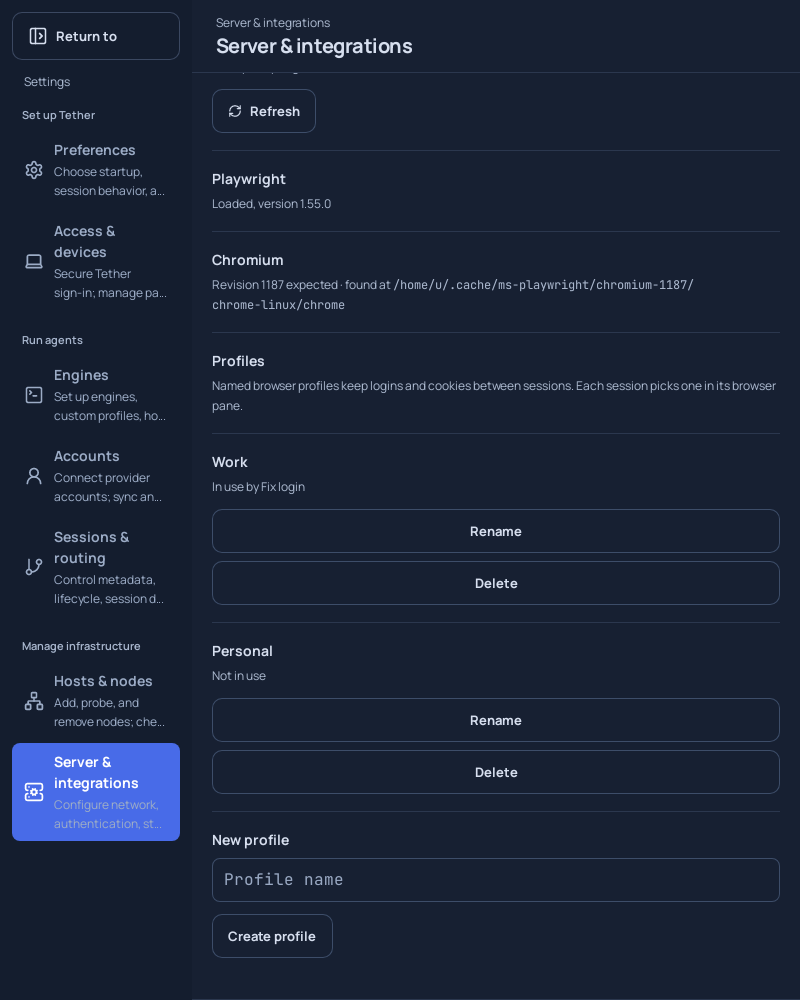 Return to
Settings
Set up Tether
Preferences
Choose startup,
session behavior, a...
Access &
devices
Secure Tether
sign-in; manage pa...
Run agents
Engines
Set up engines,
custom profiles, ho...
Accounts
Connect provider
accounts; sync an...
Sessions &
routing
Control metadata,
lifecycle, session d...
Manage infrastructure
Hosts & nodes
Add, probe, and
remove nodes; che...
Server &
integrations
Configure network,
authentication, st...
Server & integrations
Server & integrations
Refresh
Playwright
Loaded, version 1.55.0
Chromium
Revision 1187 expected · found at /home/u/.cache/ms-playwright/chromium-1187/
chrome-linux/chrome
Profiles
Named browser profiles keep logins and cookies between sessions. Each session picks one in its browser
pane.
Work
In use by Fix login
Rename
Delete
Personal
Not in use
Rename
Delete
New profile
Profile name
Create profile